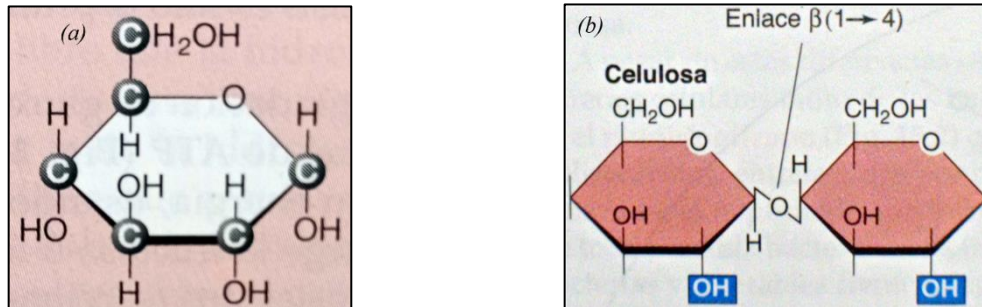 (a)
CH₂OH
C O
H H H
C C
OH H
HO OH
C C
H OH
(b)
Enlace β(1→4)
Celulosa
CH₂OH CH₂OH
O O
H
OH O OH
H
OH OH